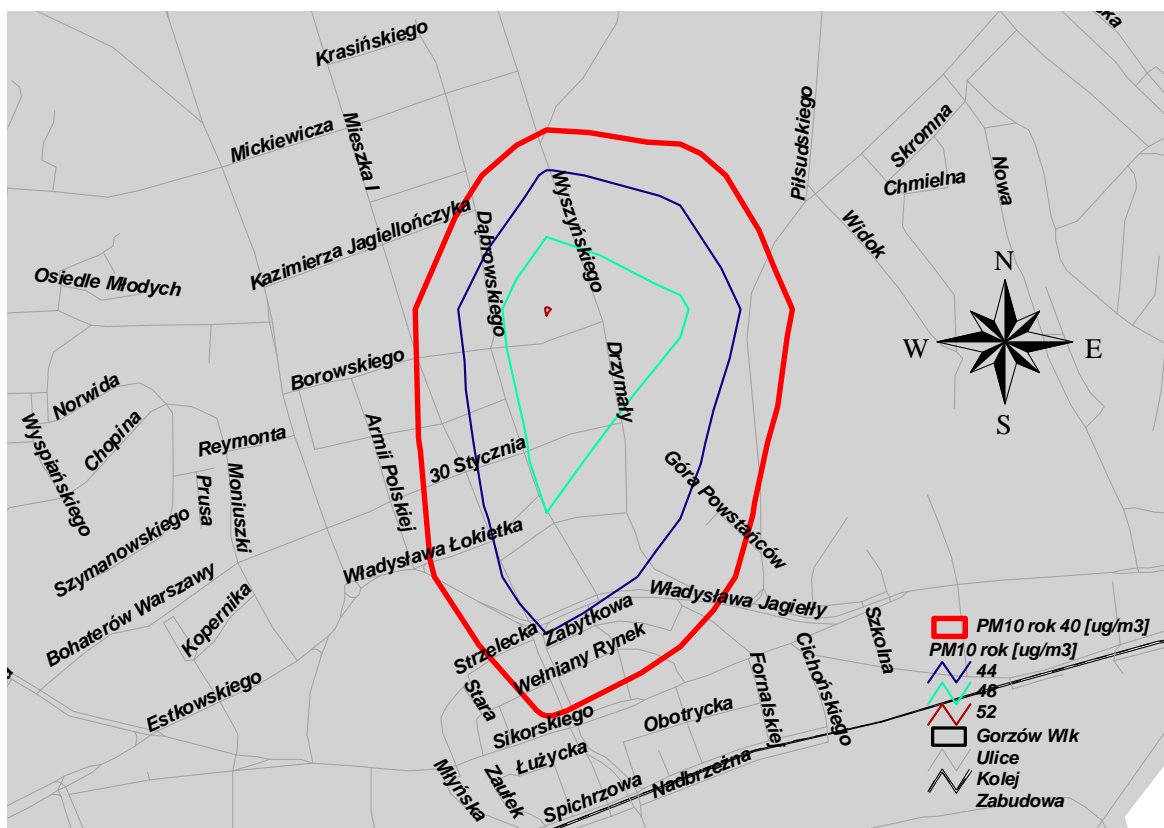 ska
Krasińskiego
Mickiewicza
Mieszka I
Piłsudskiego
Skromna
Chmielna
Nowa
Wyszyńskiego
Kazimierza Jagiellończyka
Dąbrowskiego
Widok
Osiedle Młodych
N
W
E
S
Borowskiego
Drzymały
Norwida
Chopina
Wyspiańskiego
Reymonta
Armii Polskiej
30 Stycznia
Prusa
Moniuszki
Góra Powstańców
Szymanowskiego
Władysława Łokietka
Bohaterów Warszawy
Kopernika
Władysława Jagiełły
Zabytkowa
Strzelecka
Wełniany Rynek
Szkolna
Stara
Estkowskiego
Sikorskiego
Obotrycka
Fornalskiej
Cichońskiego
Łużycka
Zaułek
Młyńska
Spichrzowa
Nadbrzeżna
PM10 rok 40 [ug/m3]
PM10 rok [ug/m3]
44
46
52
Gorzów Wlk
Ulice
Kolej
Zabudowa